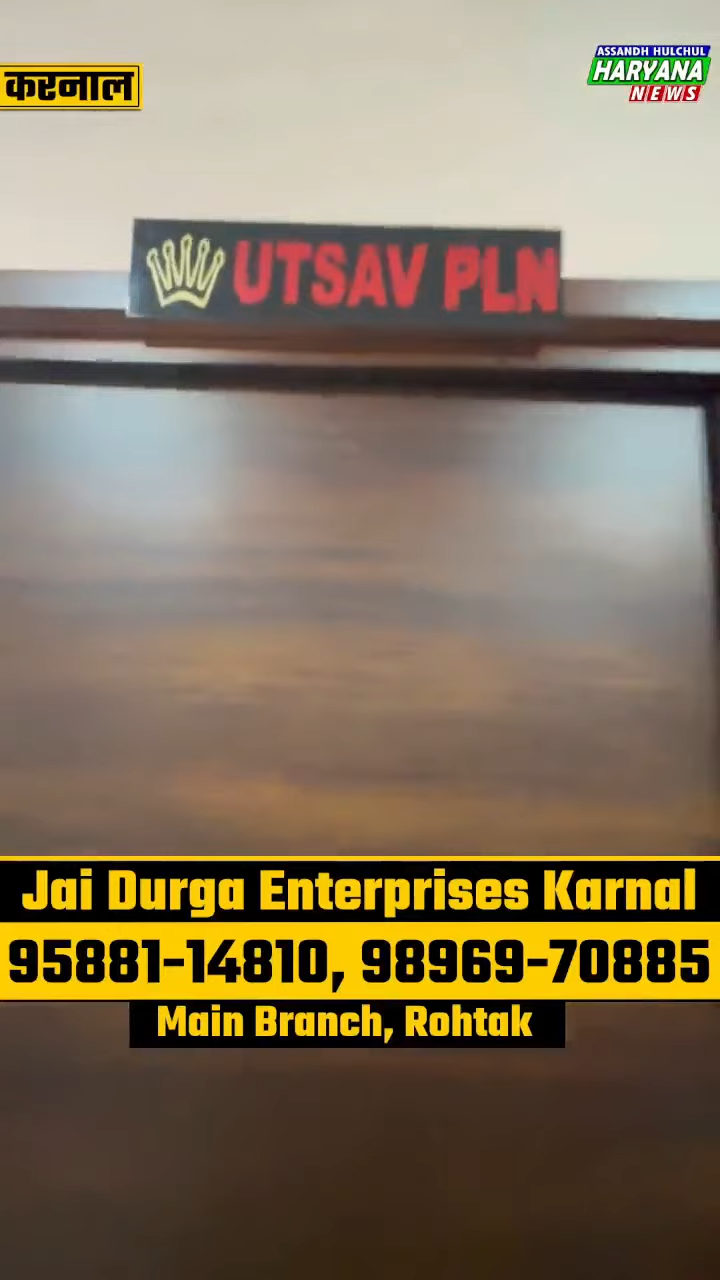 करनाल
ASSANDH HULCHUL
HARYANA
NEWS
UTSAV PLN
Jai Durga Enterprises Karnal
95881-14810, 98969-70885
Main Branch, Rohtak